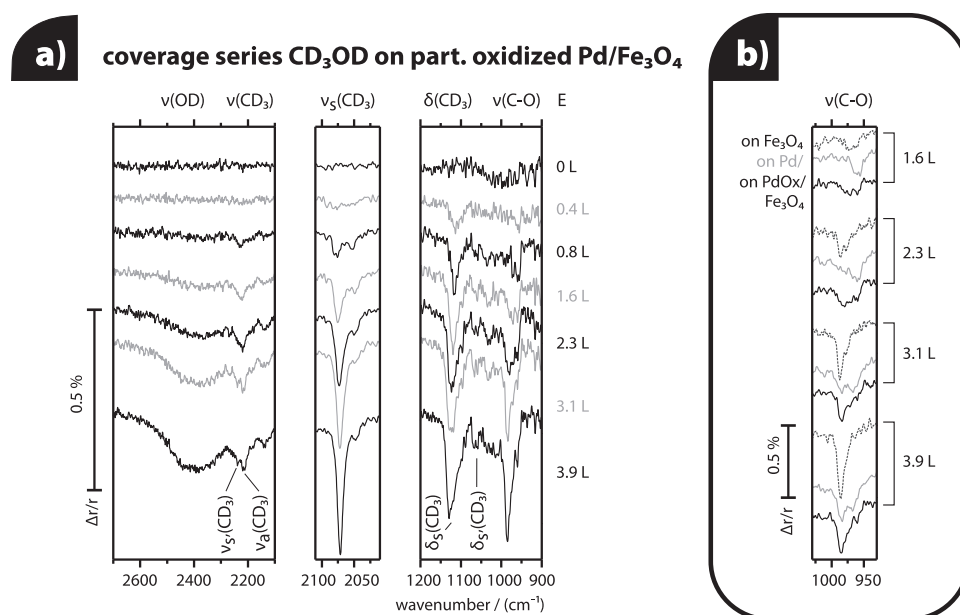 a) coverage series CD₃OD on part. oxidized Pd/Fe₃O₄
ν(OD) ν(CD₃) νS(CD₃) δ(CD₃) ν(C-O) E
0 L
0.4 L
0.8 L
1.6 L
2.3 L
3.1 L
3.9 L
0.5 %
Δr/r
νs'(CD₃)
νa(CD₃)
δs(CD₃)
δs'(CD₃)
2600 2400 2200 2100 2050 1200 1100 1000 900
wavenumber / (cm⁻¹)
b)
ν(C-O)
on Fe₃O₄
on Pd/
on PdOx/
Fe₃O₄
1.6 L
2.3 L
3.1 L
3.9 L
0.5 %
Δr/r
1000 950